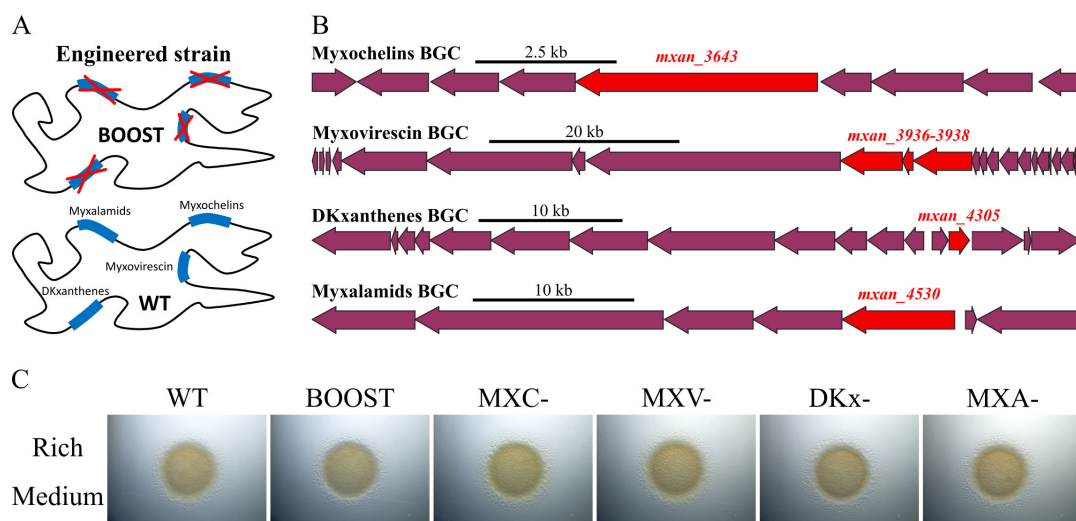 A
Engineered strain
BOOST
Myxalamids
Myxochelins
Myxovirescin
WT
DKxanthenes
B
Myxochelins BGC
2.5 kb
mxan_3643
Myxovirescin BGC
20 kb
mxan_3936-3938
DKxanthenes BGC
10 kb
mxan_4305
Myxalamids BGC
10 kb
mxan_4530
C
WT BOOST MXC- MXV- DKx- MXA-
Rich
Medium